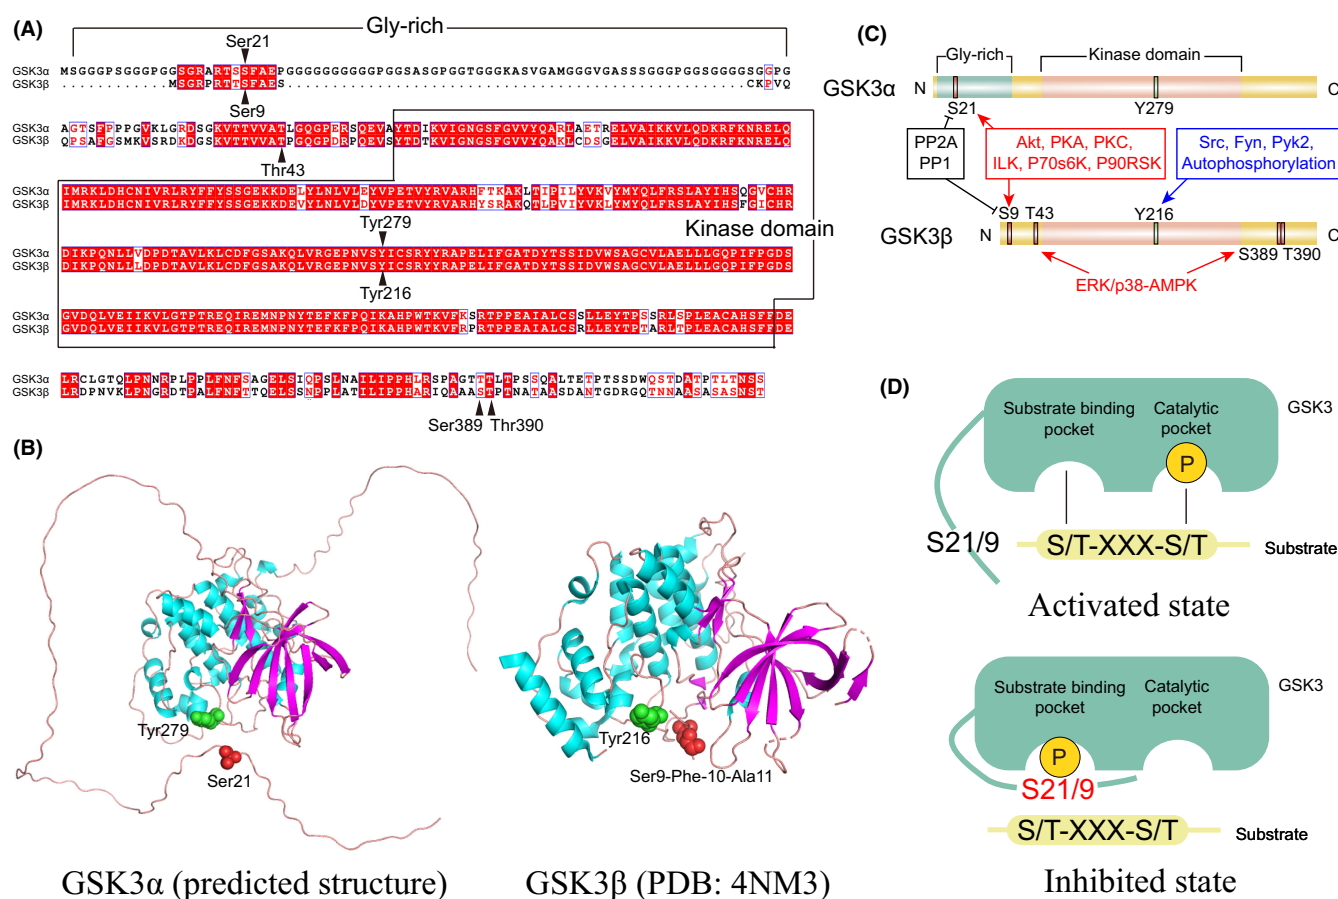 (A)
Gly-rich
Ser21
GSK3α MSGGGPSGGGPGGSGRARTSSFAEPGGGGGGGGGGPGGSASGPGGTGGGKASVGAMGGGVGASSSGGGPGGSGGGGSGGPG
GSK3β ......................MSGRPRTTSFAES............................................CKPVQ
Ser9
GSK3α AGTSFPPPGVKLGRDSGKVTTVVATLGQGPERSQEVAYTDIKVIGNGSFGVVYQARLAETRELVAIKKVLQDKRFKNRELQ
GSK3β QPSAFGSMKVSRDKDGSKVTTVVATPGQGPDRPQEVSYTDTKVIGNGSFGVVYQAKLCDSGELVAIKKVLQDKRFKNRELQ
Thr43
GSK3α IMRKLDHCNIVRLRYFFYSSGEKKDELYLNLVLEYVPETVYRVARHFTKAKLTIPILYVKVYMYQLFRSLAYIHSQGVCHR
GSK3β IMRKLDHCNIVRLRYFFYSSGEKKDEVYLNLVLDYVPETVYRVARHYSRAKQTLPVIYVKLYMYQLFRSLAYIHSFGICHR
Tyr279
Kinase domain
GSK3α DIKPQNLLVDPDTAVLKLCDFGSAKQLVRGEPNVSYICSRYYRAPELIFGATDYTSSIDVWSAGCVLAELLLGQPIFPGDS
GSK3β DIKPQNLLLDPDTAVLKLCDFGSAKQLVRGEPNVSYICSRYYRAPELIFGATDYTSSIDVWSAGCVLAELLLGQPIFPGDS
Tyr216
GSK3α GVDQLVEIIKVLGTPTREQIREMNPNYTEFKFPQIKAHPWTKVFKSRTPPEAIALCSSLLEYTPSSRLSPLEACAHSFFDE
GSK3β GVDQLVEIIKVLGTPTREQIREMNPNYTEFKFPQIKAHPWTKVFRPRTPPEAIALCSRLLEYTPTARLTPLEACAHSFFDE
GSK3α LRCLGTQLPNNRPLPPLFNFSAGELSIQPSLNAILIPPHLRSPAGTTTLTPSSQALTETPTSSDWQSTDATPTLTNSS
GSK3β LRDPNVKLPNGRDTPALFNFTTQELSSNPPLATILIPPHARIQAAASTPTNATAASDANTGDRGQTNNAASASASNST
Ser389 Thr390
(B)
Tyr279
Ser21
Tyr216
Ser9-Phe-10-Ala11
GSK3α (predicted structure)
GSK3β (PDB: 4NM3)
(C)
Gly-rich
Kinase domain
GSK3α N C
S21 Y279
PP2A
PP1
Akt, PKA, PKC,
ILK, P70s6K, P90RSK
Src, Fyn, Pyk2,
Autophosphorylation
S9 T43 Y216
GSK3β N C
S389 T390
ERK/p38-AMPK
(D)
Substrate binding
pocket
Catalytic
pocket
GSK3
P
S21/9
S/T-XXX-S/T
Substrate
Activated state
Substrate binding
pocket
Catalytic
pocket
GSK3
P
S21/9
S/T-XXX-S/T
Substrate
Inhibited state